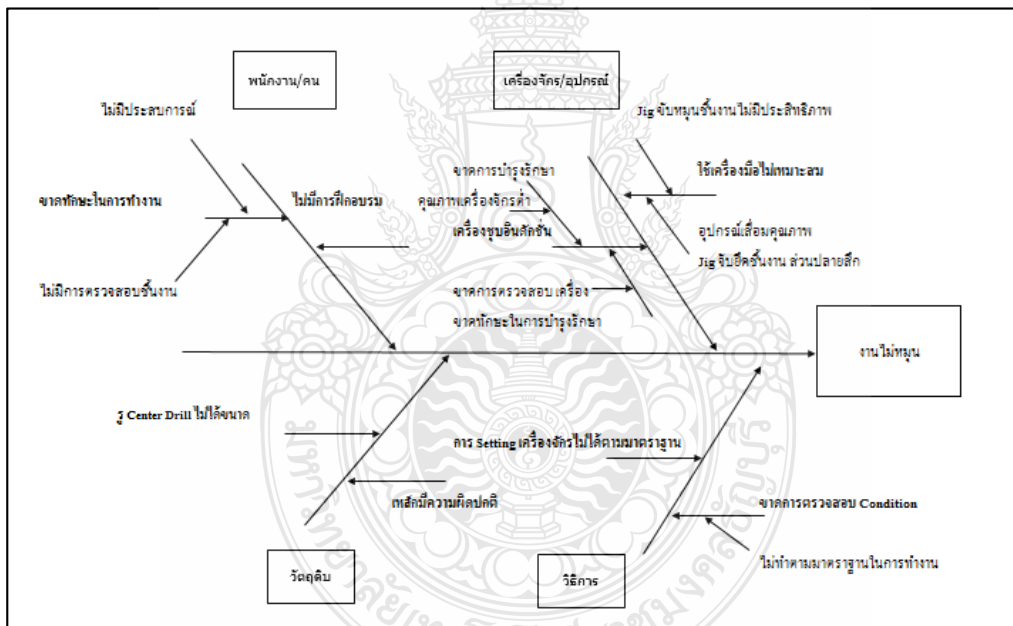 พนักงาน/คน
เครื่องจักร/อุปกรณ์
ไม่มีประสบการณ์
Jig จับหมุนชิ้นงานไม่มีประสิทธิภาพ
ขาดการบำรุงรักษา
ใช้เครื่องมือไม่เหมาะสม
ขาดทักษะในการทำงาน
ไม่มีการฝึกอบรม
คุณภาพเครื่องจักรต่ำ
เครื่องชุบอินดักชั่น
อุปกรณ์เสื่อมคุณภาพ
Jig จับยึดชิ้นงาน ส่วนปลายสึก
ไม่มีการตรวจสอบชิ้นงาน
ขาดการตรวจสอบ เครื่อง
ขาดทักษะในการบำรุงรักษา
งานไม่หมุน
รู Center Drill ไม่ได้ขนาด
การ Setting เครื่องจักรไม่ได้ตามมาตราฐาน
เหล็กมีความผิดปกติ
ขาดการตรวจสอบ Condition
ไม่ทำตามมาตราฐานในการทำงาน
วัตถุดิบ
วิธีการ